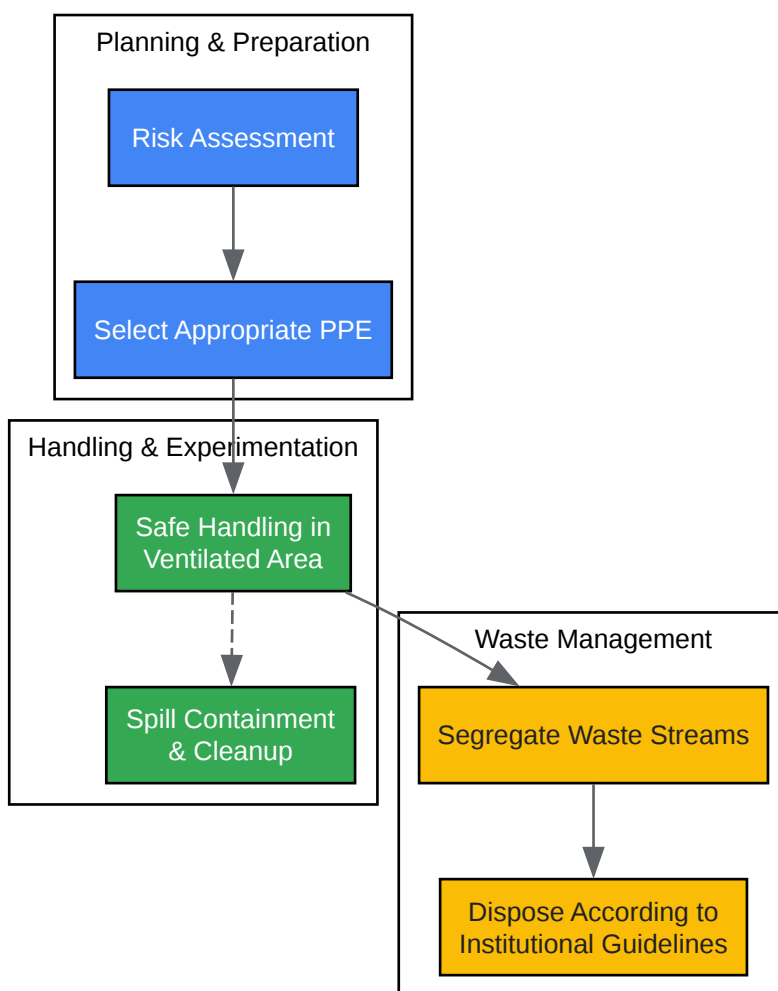 Planning & Preparation
Risk Assessment
Select Appropriate PPE
Handling & Experimentation
Safe Handling in
Ventilated Area
Spill Containment
& Cleanup
Waste Management
Segregate Waste Streams
Dispose According to
Institutional Guidelines